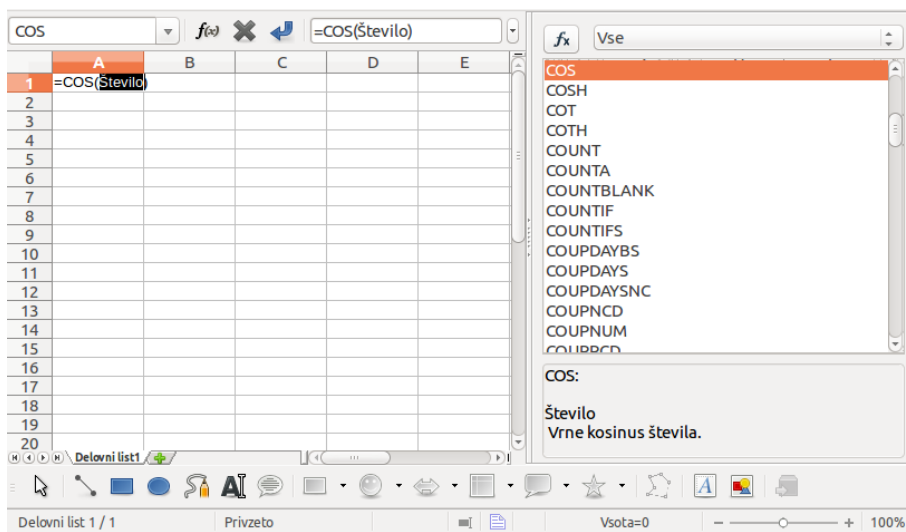 COS
f(x)
=COS(Število)
A B C D E
1 =COS(Število)
2
3
4
5
6
7
8
9
10
11
12
13
14
15
16
17
18
19
20
Delovni list1
fx Vse
COS
COSH
COT
COTH
COUNT
COUNTA
COUNTBLANK
COUNTIF
COUNTIFS
COUPDAYBS
COUPDAYS
COUPDAYSNC
COUPNCD
COUPNUM
COUPPCD
COS:
Število
Vrne kosinus števila.
Delovni list 1 / 1 Privzeto Vsota=0 100%